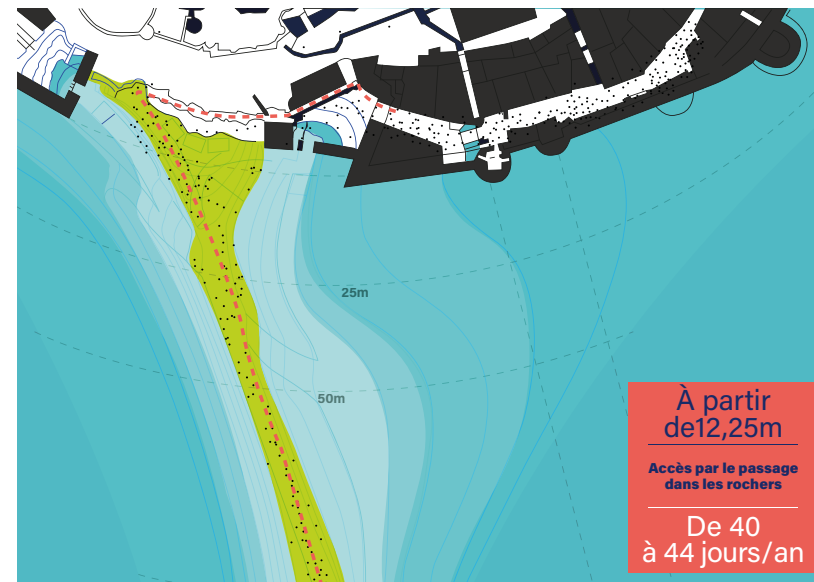 25m
50m
À partir
de12,25m
Accès par le passage
dans les rochers
De 40
à 44 jours/an